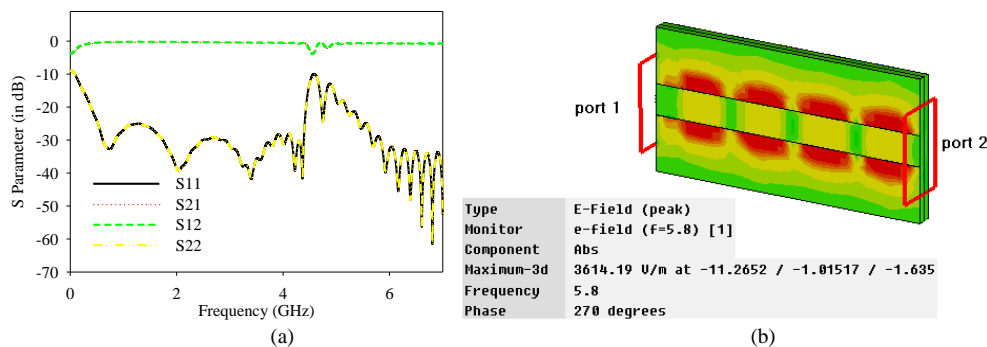 (a)
S Parameter (in dB)
0
-10
-20
-30
-40
-50
-60
-70
S11
S21
S12
S22
0 2 4 6
Frequency (GHz)
(b)
port 1
port 2
Type E-Field (peak)
Monitor e-field (f=5.8) [1]
Component Abs
Maximum-3d 3614.19 V/m at -11.2652 / -1.01517 / -1.635
Frequency 5.8
Phase 270 degrees
(a) (b)